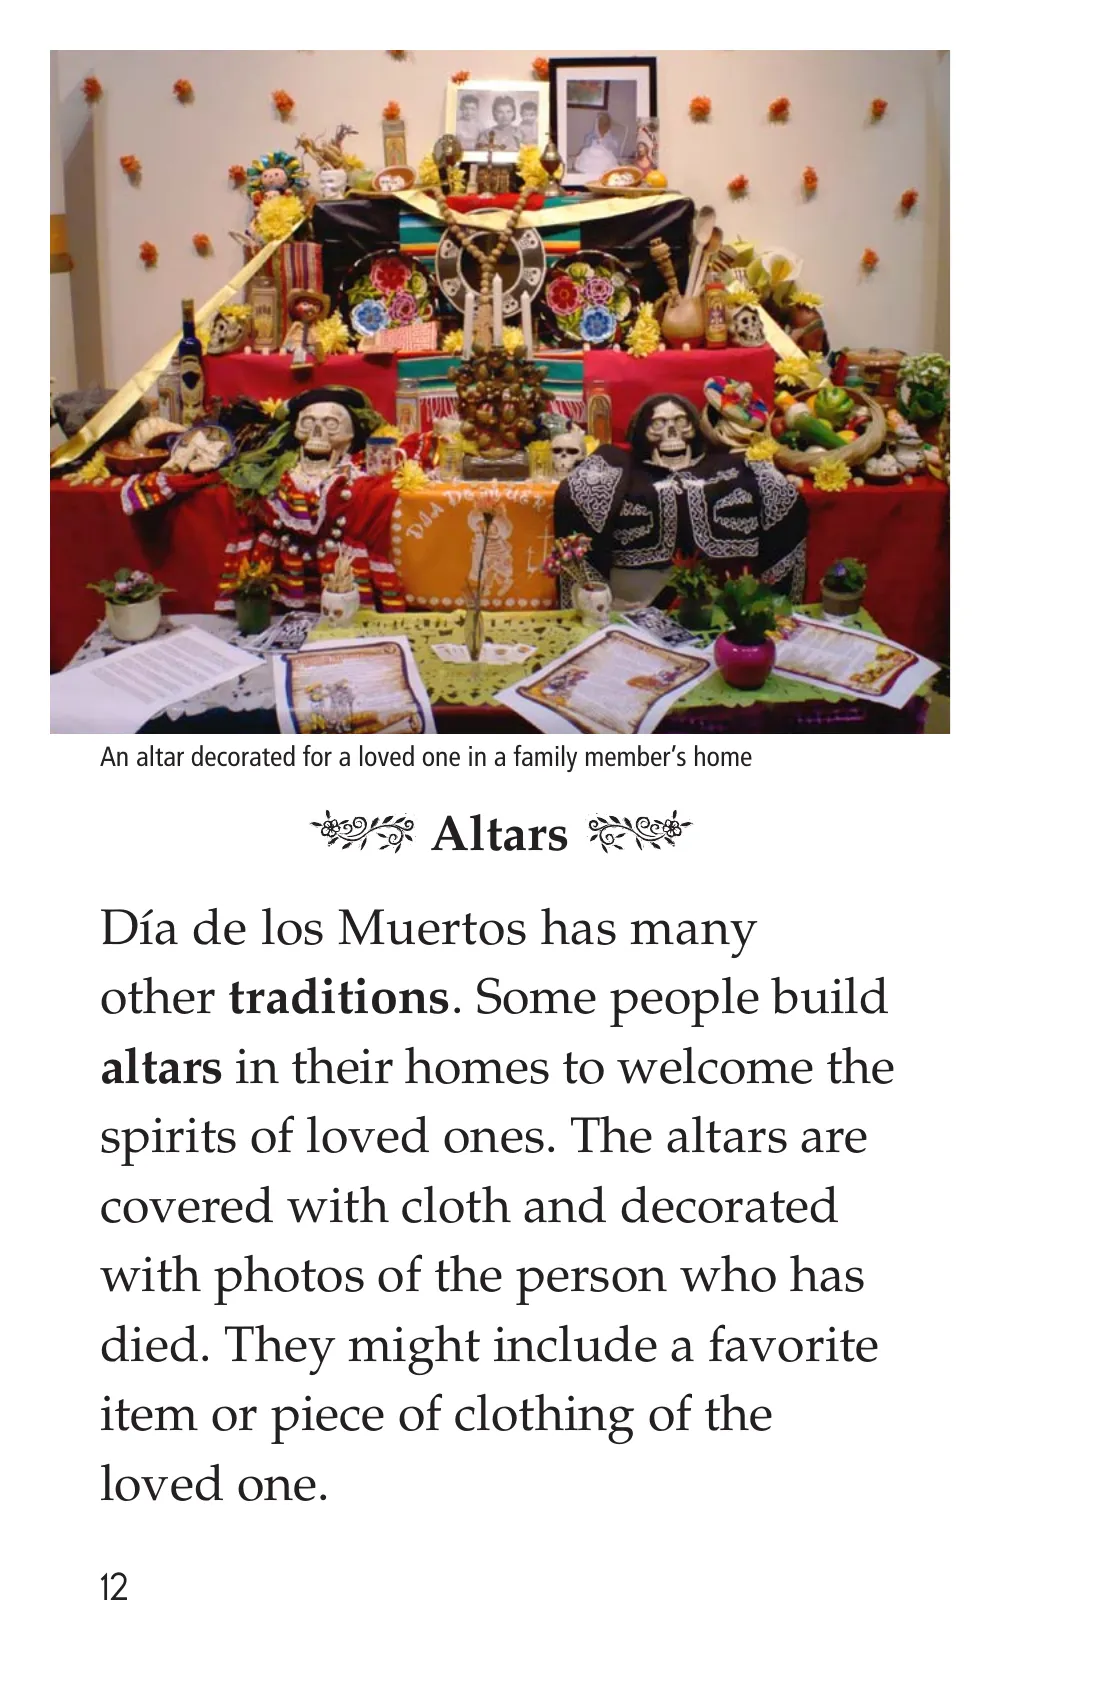 DIA DE MUER
An altar decorated for a loved one in a family member’s home
Altars
Día de los Muertos has many
other traditions. Some people build
altars in their homes to welcome the
spirits of loved ones. The altars are
covered with cloth and decorated
with photos of the person who has
died. They might include a favorite
item or piece of clothing of the
loved one.
12